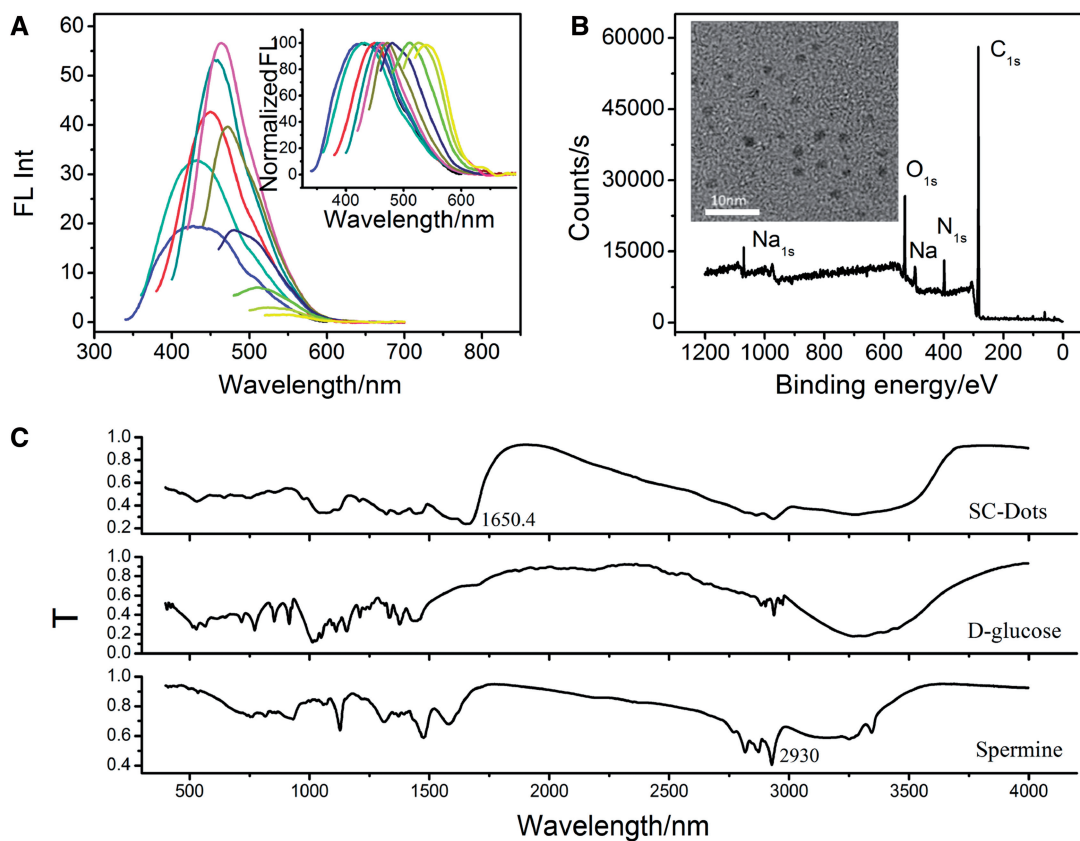 A
FL Int
60
50
40
30
20
10
0
300 400 500 600 700 800
Wavelength/nm
Normalized FL
100
80
60
40
20
0
400 500 600
Wavelength/nm
B
Counts/s
60000
45000
30000
15000
0
10nm
C1s
O1s
Na
N1s
Na1s
1200 1000 800 600 400 200 0
Binding energy/eV
C
T
1.0
0.8
0.6
0.4
0.2
1650.4
SC-Dots
1.0
0.8
0.6
0.4
0.2
0.0
D-glucose
1.0
0.8
0.6
0.4
2930
Spermine
500 1000 1500 2000 2500 3000 3500 4000
Wavelength/nm